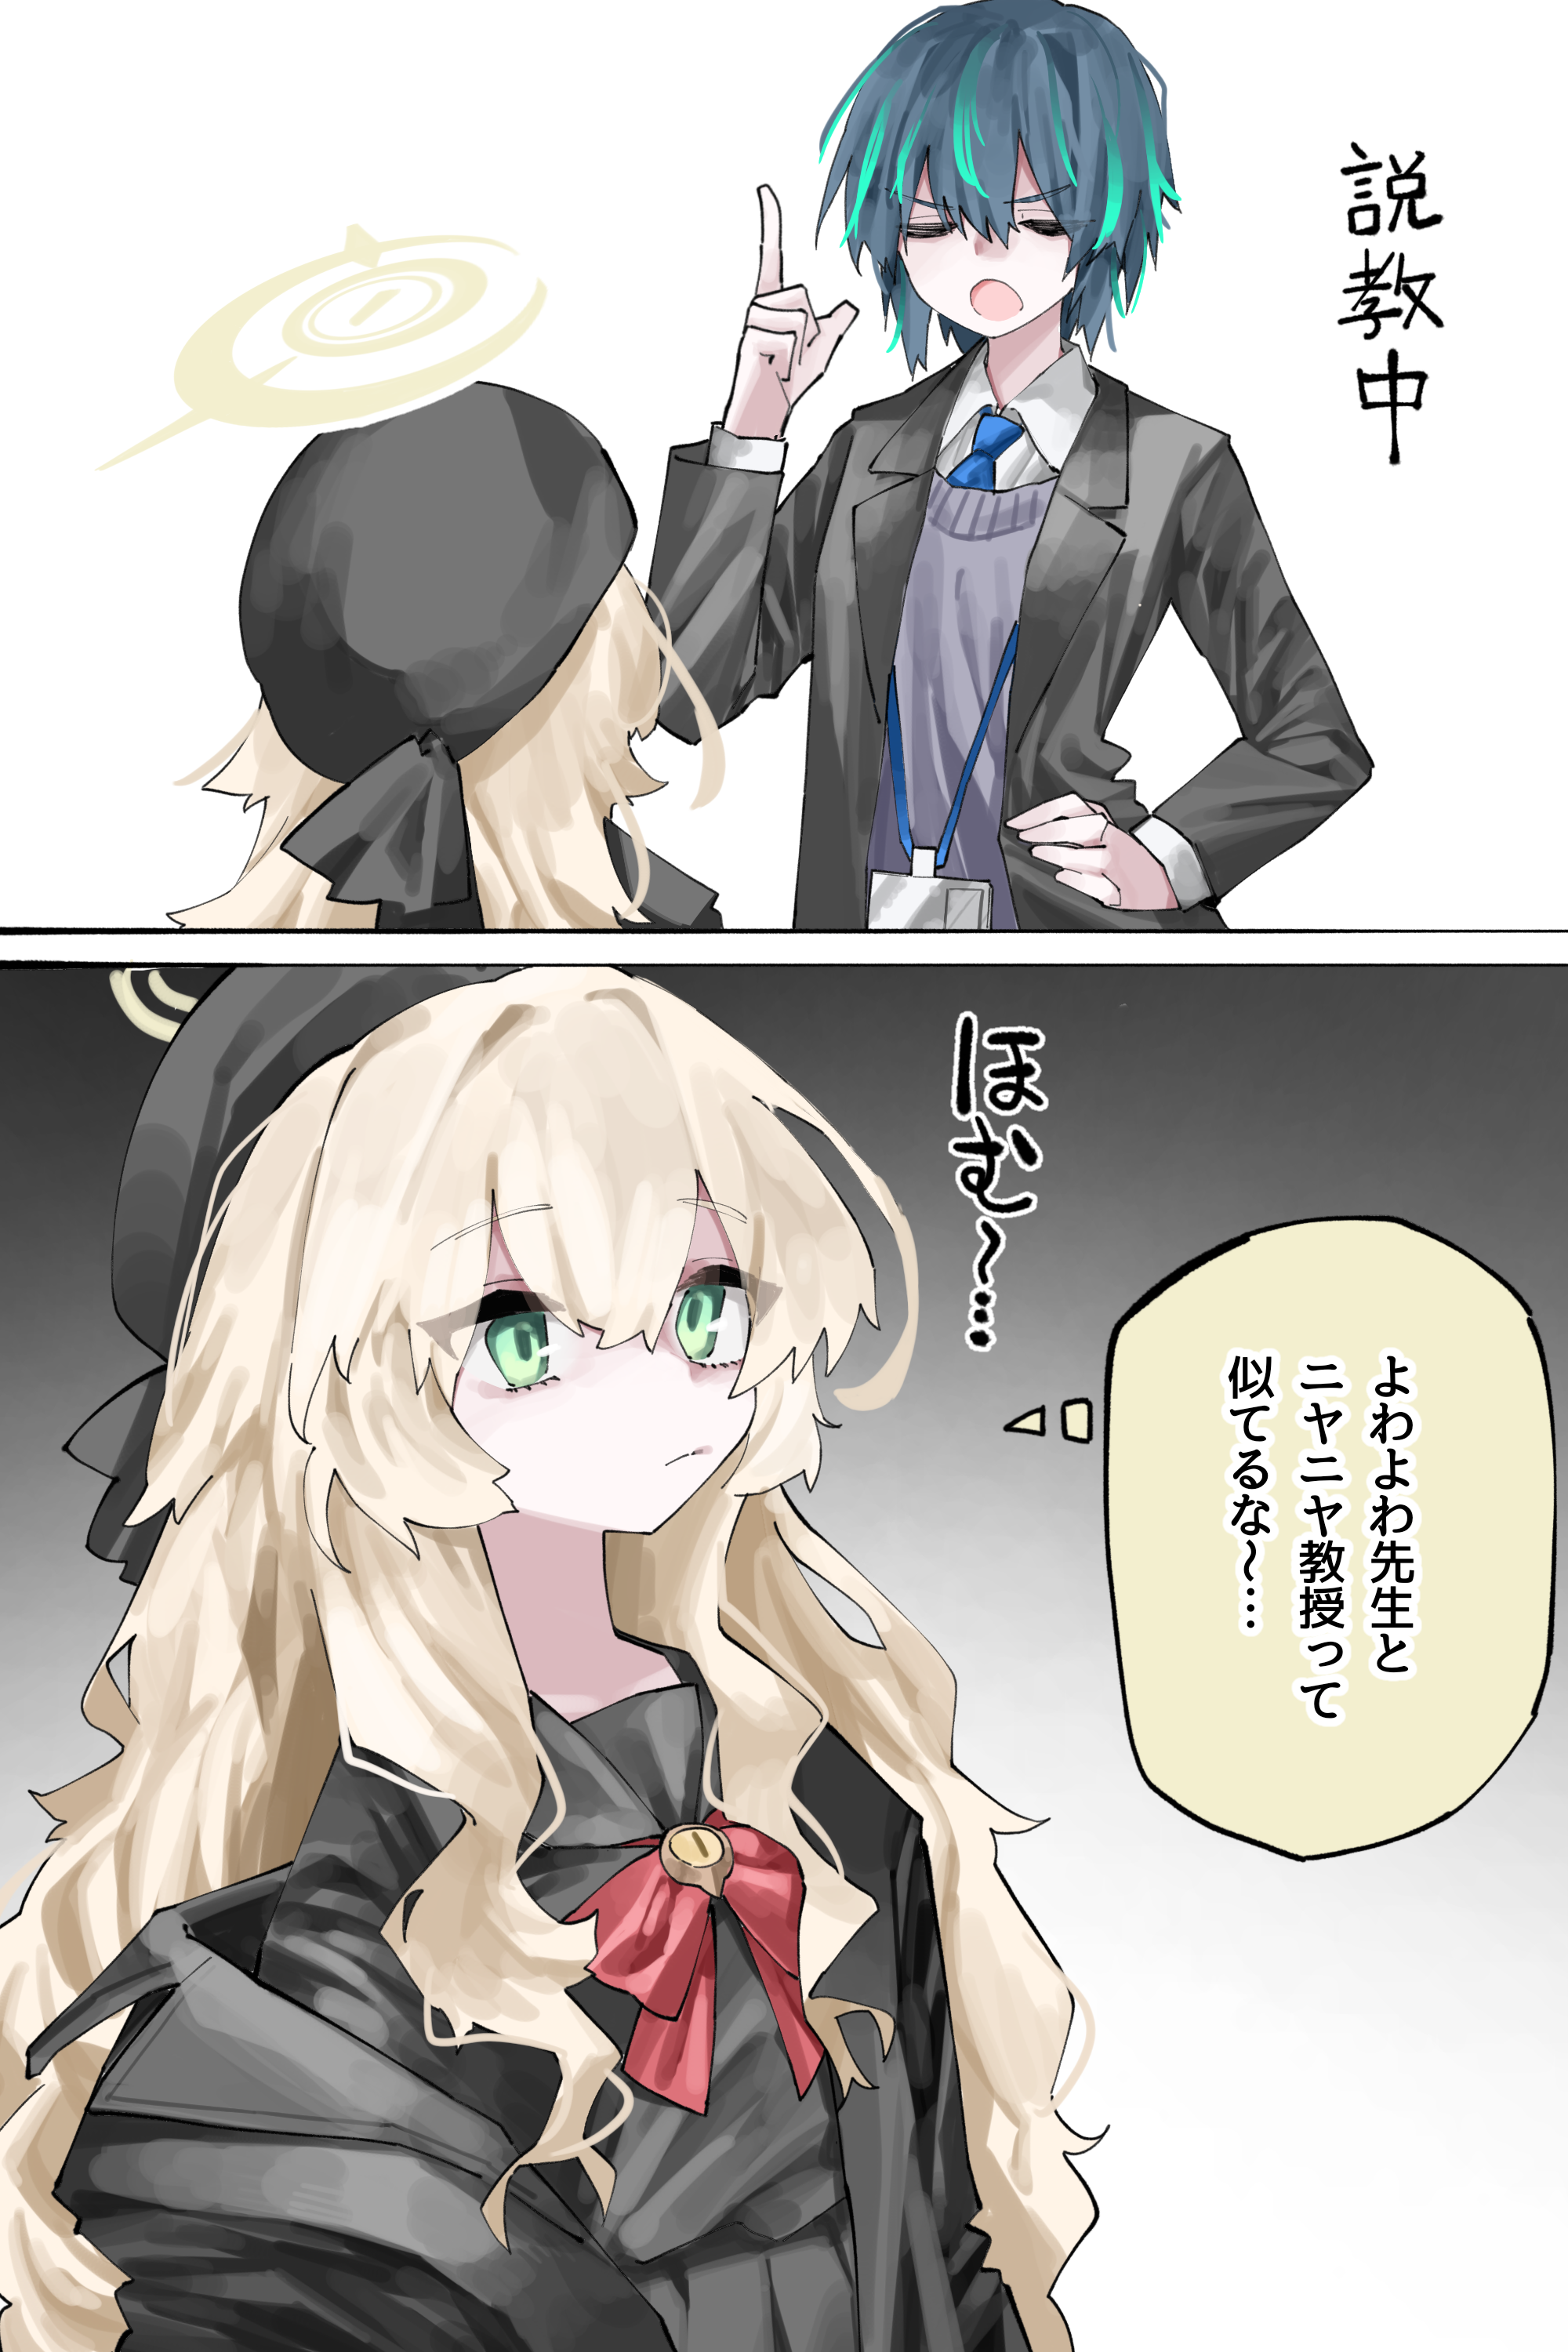 説教中
ほむ～…
よわよわ先生と
ニヤニヤ教授って
似てるな～…